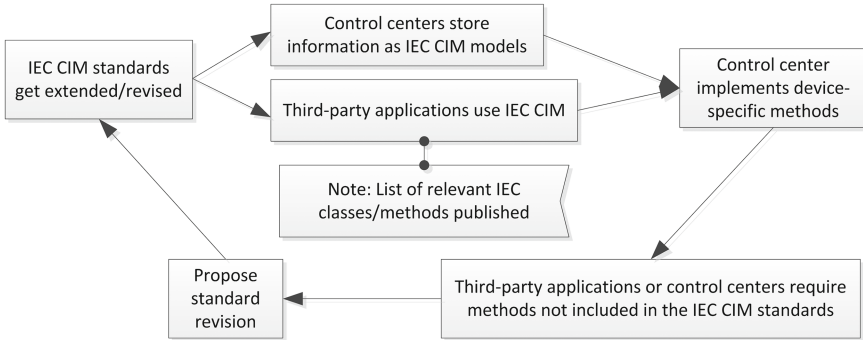 IEC CIM standards
get extended/revised
Control centers store
information as IEC CIM models
Third-party applications use IEC CIM
Control center
implements device-
specific methods
Note: List of relevant IEC
classes/methods published
Propose
standard
revision
Third-party applications or control centers require
methods not included in the IEC CIM standards